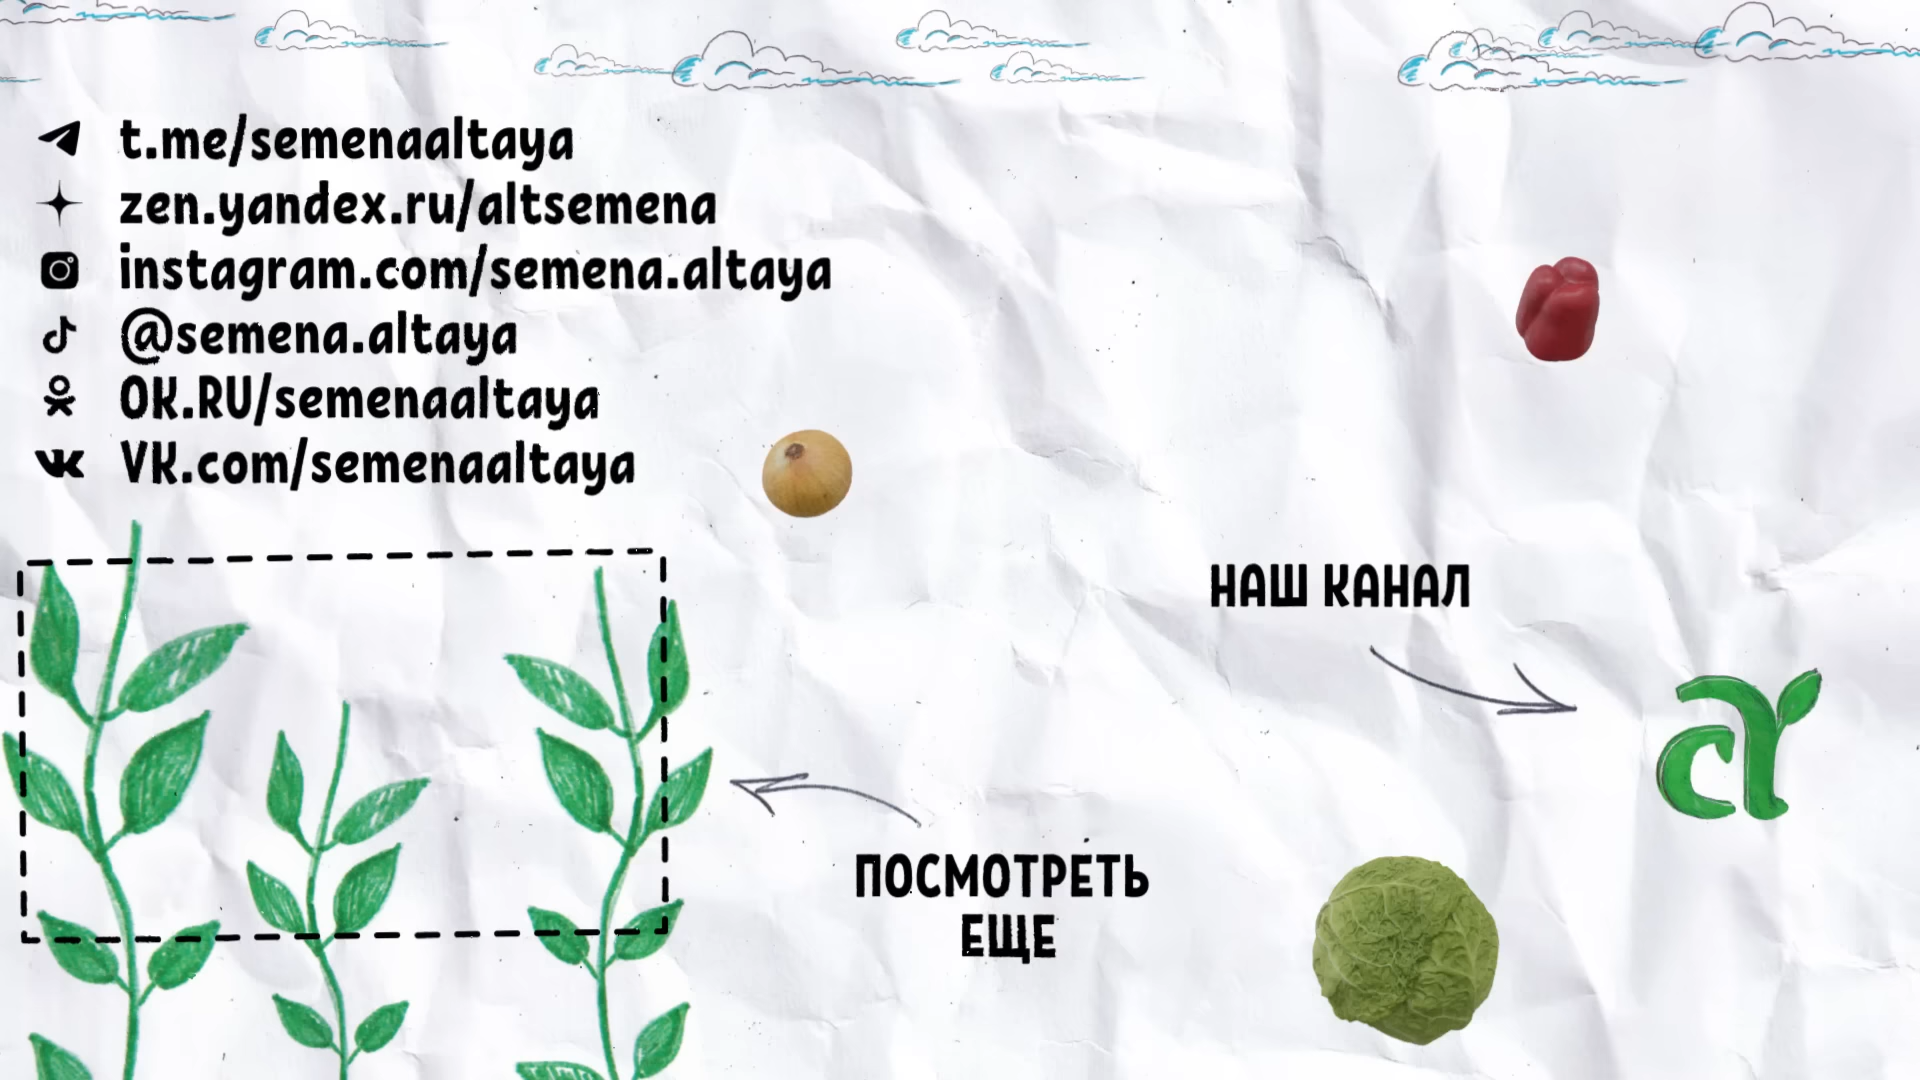 t.me/semenaaltaya
zen.yandex.ru/altsemena
instagram.com/semena.altaya
@semena.altaya
OK.RU/semenaaltaya
VK.com/semenaaltaya
НАШ КАНАЛ
ПОСМОТРЕТЬ
ЕЩЕ